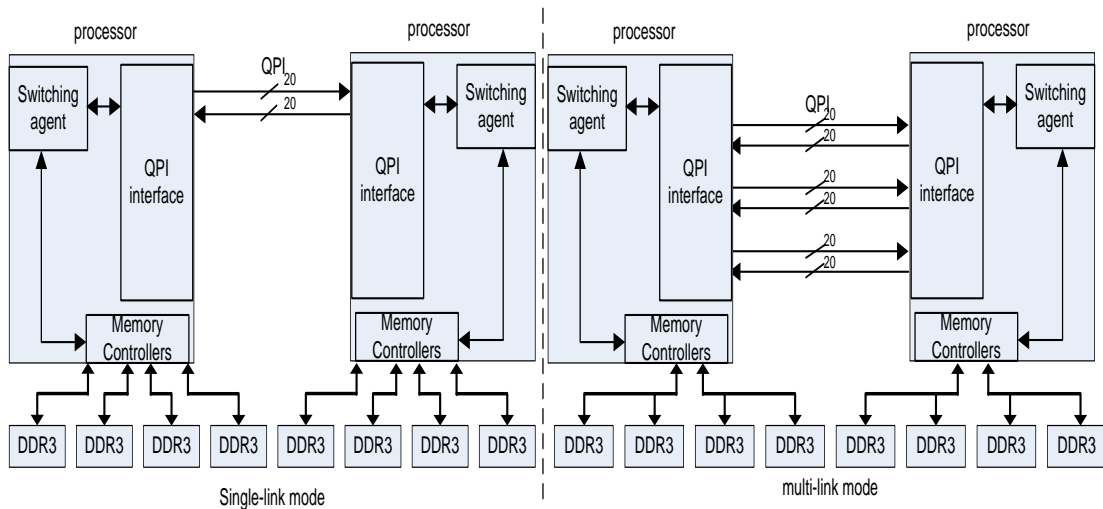 processor
processor
processor
processor
QPI
20
20
Switching
agent
QPI
interface
QPI
interface
Switching
agent
Memory
Controllers
Memory
Controllers
DDR3
DDR3
DDR3
DDR3
DDR3
DDR3
DDR3
DDR3
Single-link mode
Switching
agent
QPI
interface
QPI
20
20
20
20
20
20
QPI
interface
Switching
agent
Memory
Controllers
Memory
Controllers
DDR3
DDR3
DDR3
DDR3
DDR3
DDR3
DDR3
DDR3
multi-link mode